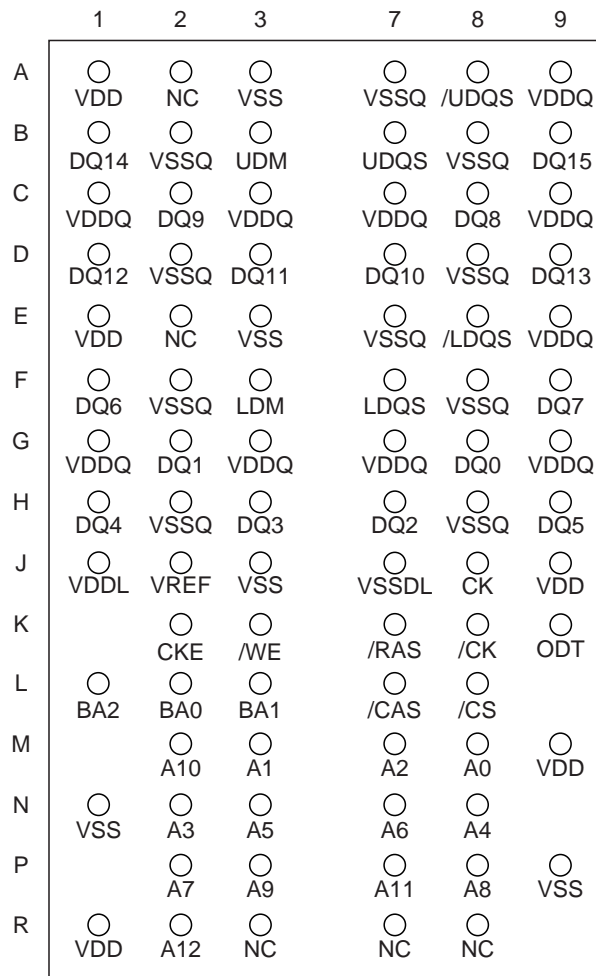 1 2 3 7 8 9
A
VDD NC VSS VSSQ /UDQS VDDQ
B
DQ14 VSSQ UDM UDQS VSSQ DQ15
C
VDDQ DQ9 VDDQ VDDQ DQ8 VDDQ
D
DQ12 VSSQ DQ11 DQ10 VSSQ DQ13
E
VDD NC VSS VSSQ /LDQS VDDQ
F
DQ6 VSSQ LDM LDQS VSSQ DQ7
G
VDDQ DQ1 VDDQ VDDQ DQ0 VDDQ
H
DQ4 VSSQ DQ3 DQ2 VSSQ DQ5
J
VDDL VREF VSS VSSDL CK VDD
K
CKE /WE /RAS /CK ODT
L
BA2 BA0 BA1 /CAS /CS
M
A10 A1 A2 A0 VDD
N
VSS A3 A5 A6 A4
P
A7 A9 A11 A8 VSS
R
VDD A12 NC NC NC